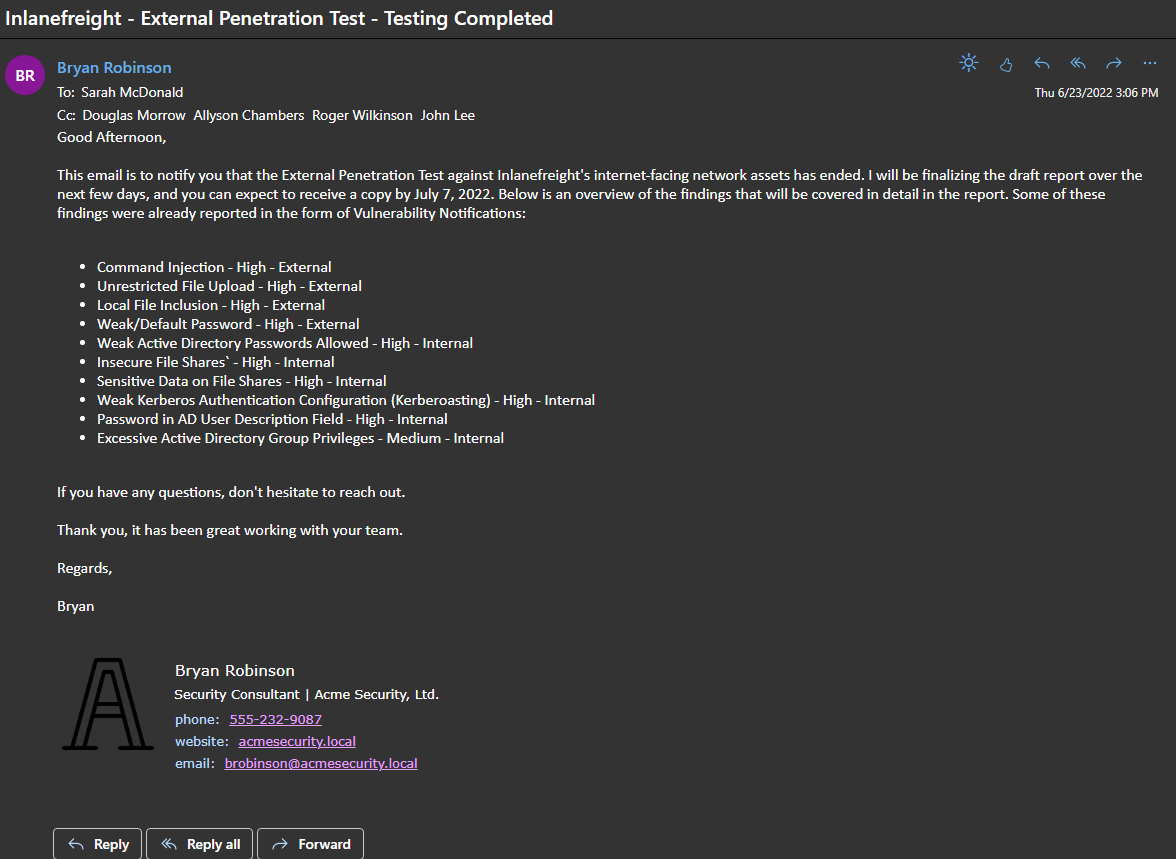 Inlanefreight - External Penetration Test - Testing Completed
BR
Bryan Robinson
To: Sarah McDonald
Thu 6/23/2022 3:06 PM
Cc: Douglas Morrow Allyson Chambers Roger Wilkinson John Lee
Good Afternoon,
This email is to notify you that the External Penetration Test against Inlanefreight's internet-facing network assets has ended. I will be finalizing the draft report over the
next few days, and you can expect to receive a copy by July 7, 2022. Below is an overview of the findings that will be covered in detail in the report. Some of these
findings were already reported in the form of Vulnerability Notifications:
• Command Injection - High - External
• Unrestricted File Upload - High - External
• Local File Inclusion - High - External
• Weak/Default Password - High - External
• Weak Active Directory Passwords Allowed - High - Internal
• Insecure File Shares` - High - Internal
• Sensitive Data on File Shares - High - Internal
• Weak Kerberos Authentication Configuration (Kerberoasting) - High - Internal
• Password in AD User Description Field - High - Internal
• Excessive Active Directory Group Privileges - Medium - Internal
If you have any questions, don't hesitate to reach out.
Thank you, it has been great working with your team.
Regards,
Bryan
A
Bryan Robinson
Security Consultant | Acme Security, Ltd.
phone: 555-232-9087
website: acmesecurity.local
email: brobinson@acmesecurity.local
Reply Reply all Forward